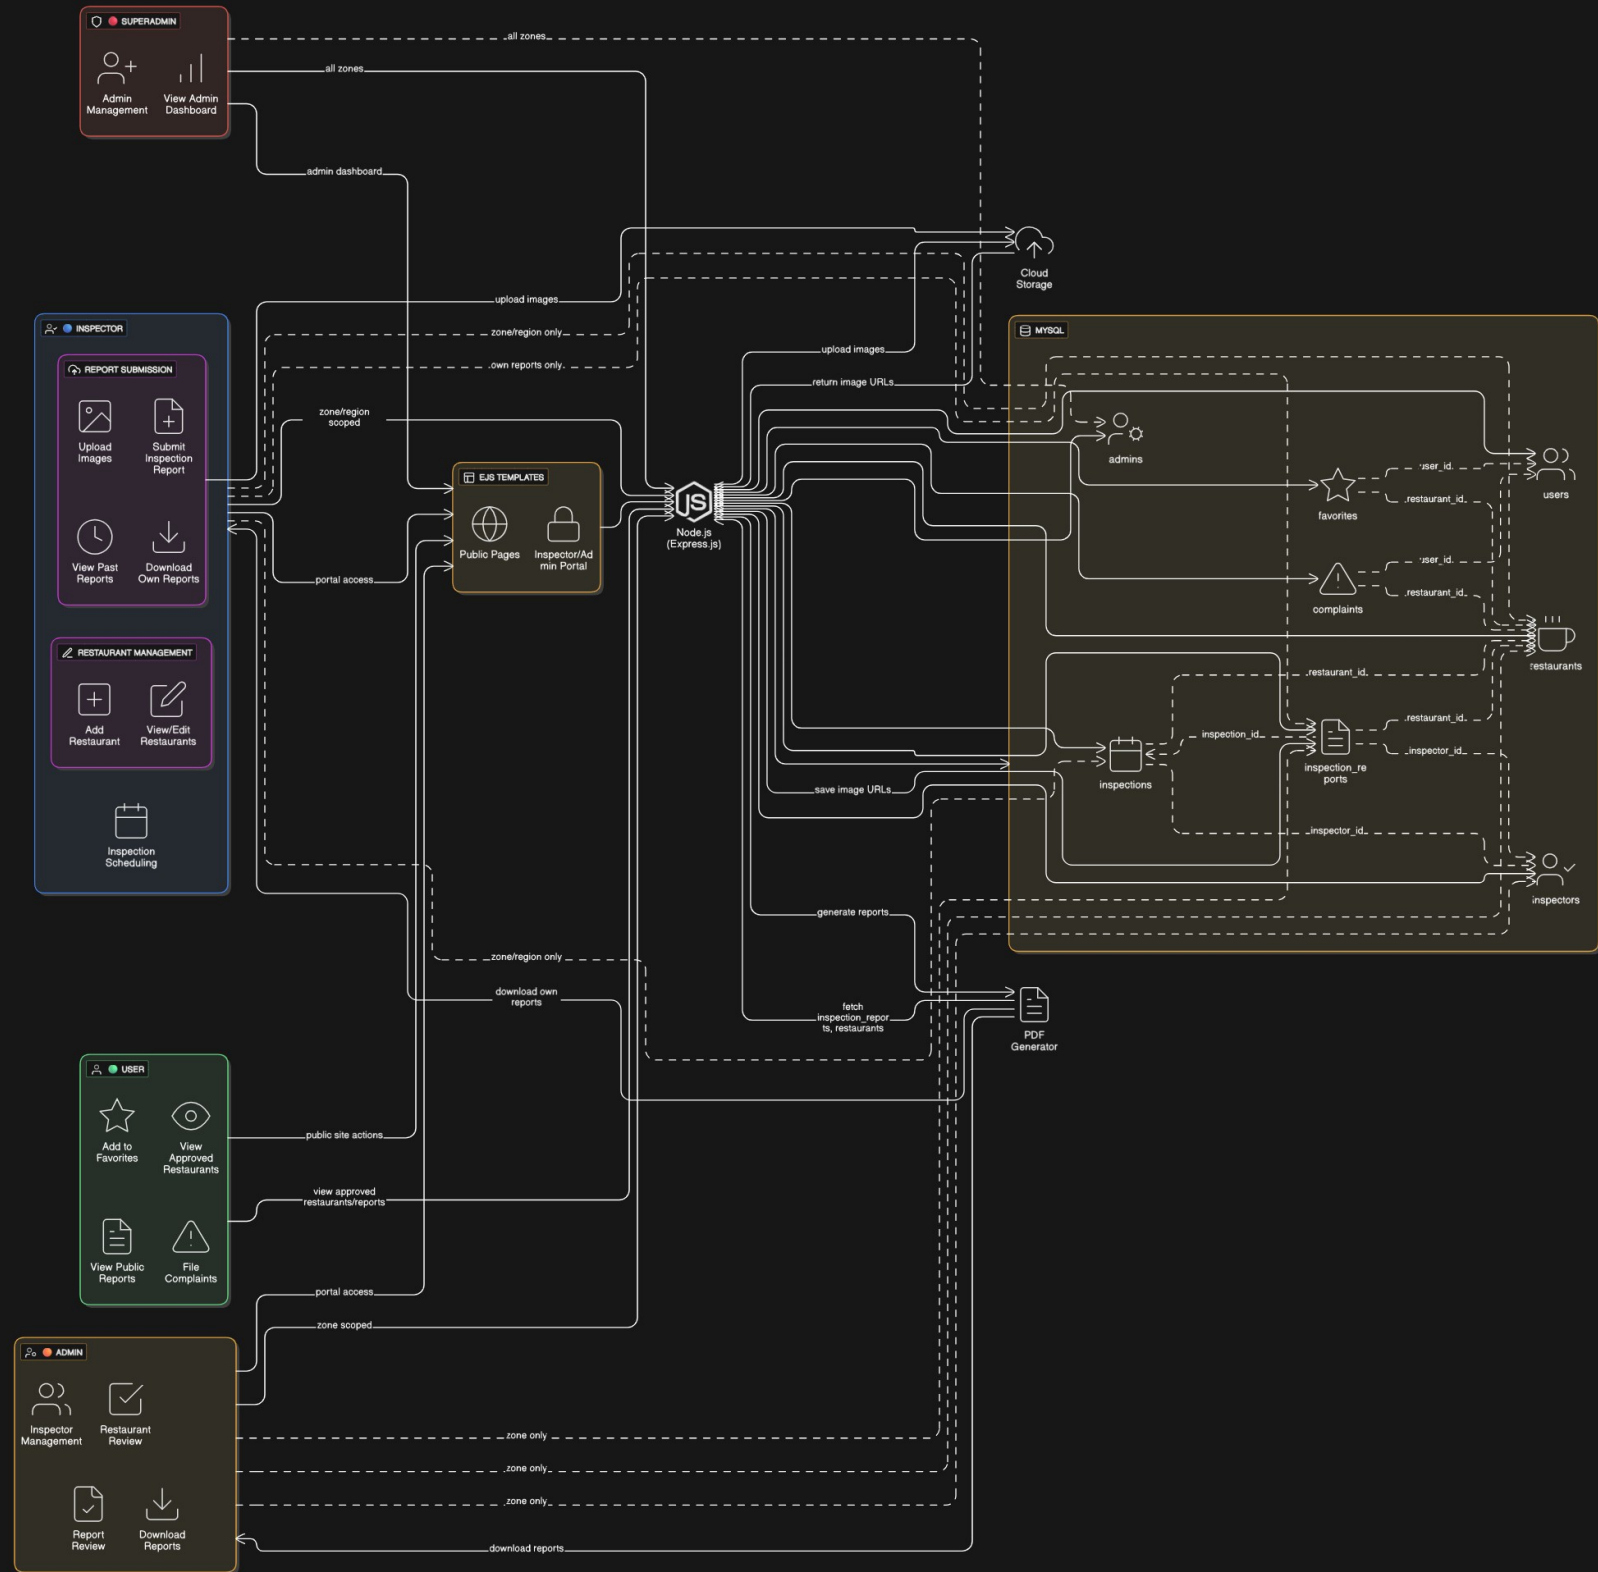 SUPERADMIN
Admin
Management
View Admin
Dashboard
all zones
all zones
admin dashboard
Cloud
Storage
INSPECTOR
REPORT SUBMISSION
Upload
Images
Submit
Inspection
Report
View Past
Reports
Download
Own Reports
RESTAURANT MANAGEMENT
Add
Restaurant
View/Edit
Restaurants
Inspection
Scheduling
upload images
zone/region only
own reports only
zone/region
scoped
portal access
EJS TEMPLATES
Public Pages
Inspector/Ad
min Portal
Node.js
(Express.js)
upload images
return image URLs
save image URLs
generate reports
fetch
inspection_repor
ts, restaurants
PDF
Generator
MYSQL
admins
favorites
complaints
users
restaurants
inspections
inspection_re
ports
inspectors
user_id
restaurant_id
user_id
restaurant_id
restaurant_id
inspection_id
restaurant_id
inspector_id
inspector_id
zone/region only
download own
reports
USER
Add to
Favorites
View
Approved
Restaurants
View Public
Reports
File
Complaints
public site actions
view approved
restaurants/reports
portal access
zone scoped
ADMIN
Inspector
Management
Restaurant
Review
Report
Review
Download
Reports
zone only
zone only
zone only
download reports